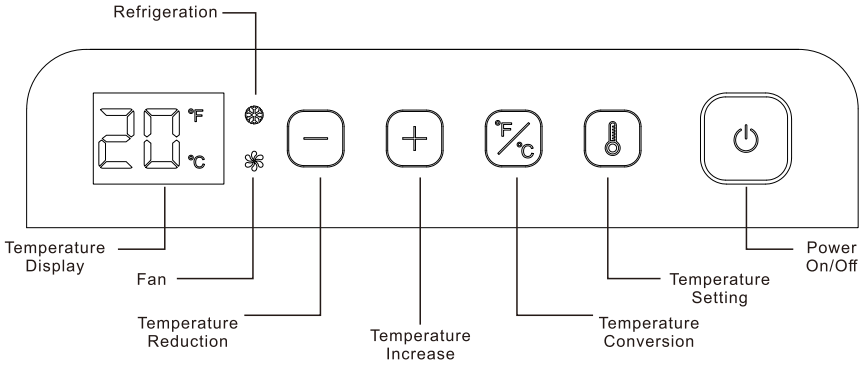 Refrigeration
20
°F
°C
°F
°C
Temperature
Display
Fan
Temperature
Reduction
Temperature
Increase
Temperature
Conversion
Temperature
Setting
Power
On/Off